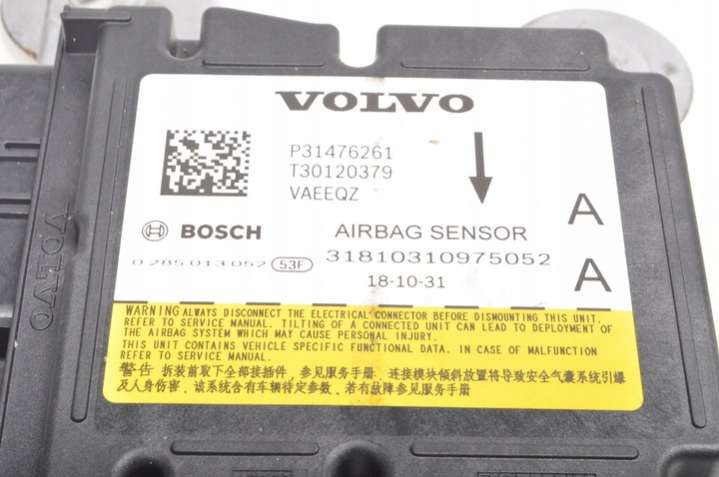 VOLVO
P31476261
T30120379
VAEEQZ
A
BOSCH
AIRBAG SENSOR
0 285 013 052 53F
31810310975052
A
18-10-31
WARNING ALWAYS DISCONNECT THE ELECTRICAL CONNECTOR BEFORE DISMOUNTING THIS UNIT.
REFER TO SERVICE MANUAL. TILTING OF A CONNECTED UNIT CAN LEAD TO DEPLOYMENT OF
THE AIRBAG SYSTEM WHICH MAY CAUSE PERSONAL INJURY.
THIS UNIT CONTAINS VEHICLE SPECIFIC FUNCTIONAL DATA. IN CASE OF MALFUNCTION
REFER TO SERVICE MANUAL.
警告 拆装前取下全部接插件, 参见服务手册. 连接模块倾斜放置将导致安全气囊系统引爆
及人身伤害. 该系统含有车辆特定参数, 若有故障参见服务手册
VOLVO